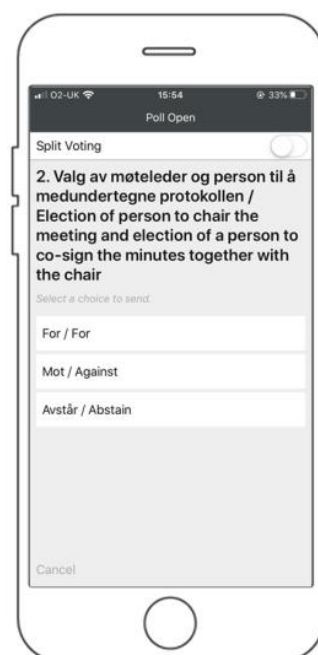 O2-UK 15:54 33%
Poll Open
Split Voting
2. Valg av møteleder og person til å
medundertegne protokollen /
Election of person to chair the
meeting and election of a person to
co-sign the minutes together with
the chair
Select a choice to send.
For / For
Mot / Against
Avstår / Abstain
Cancel